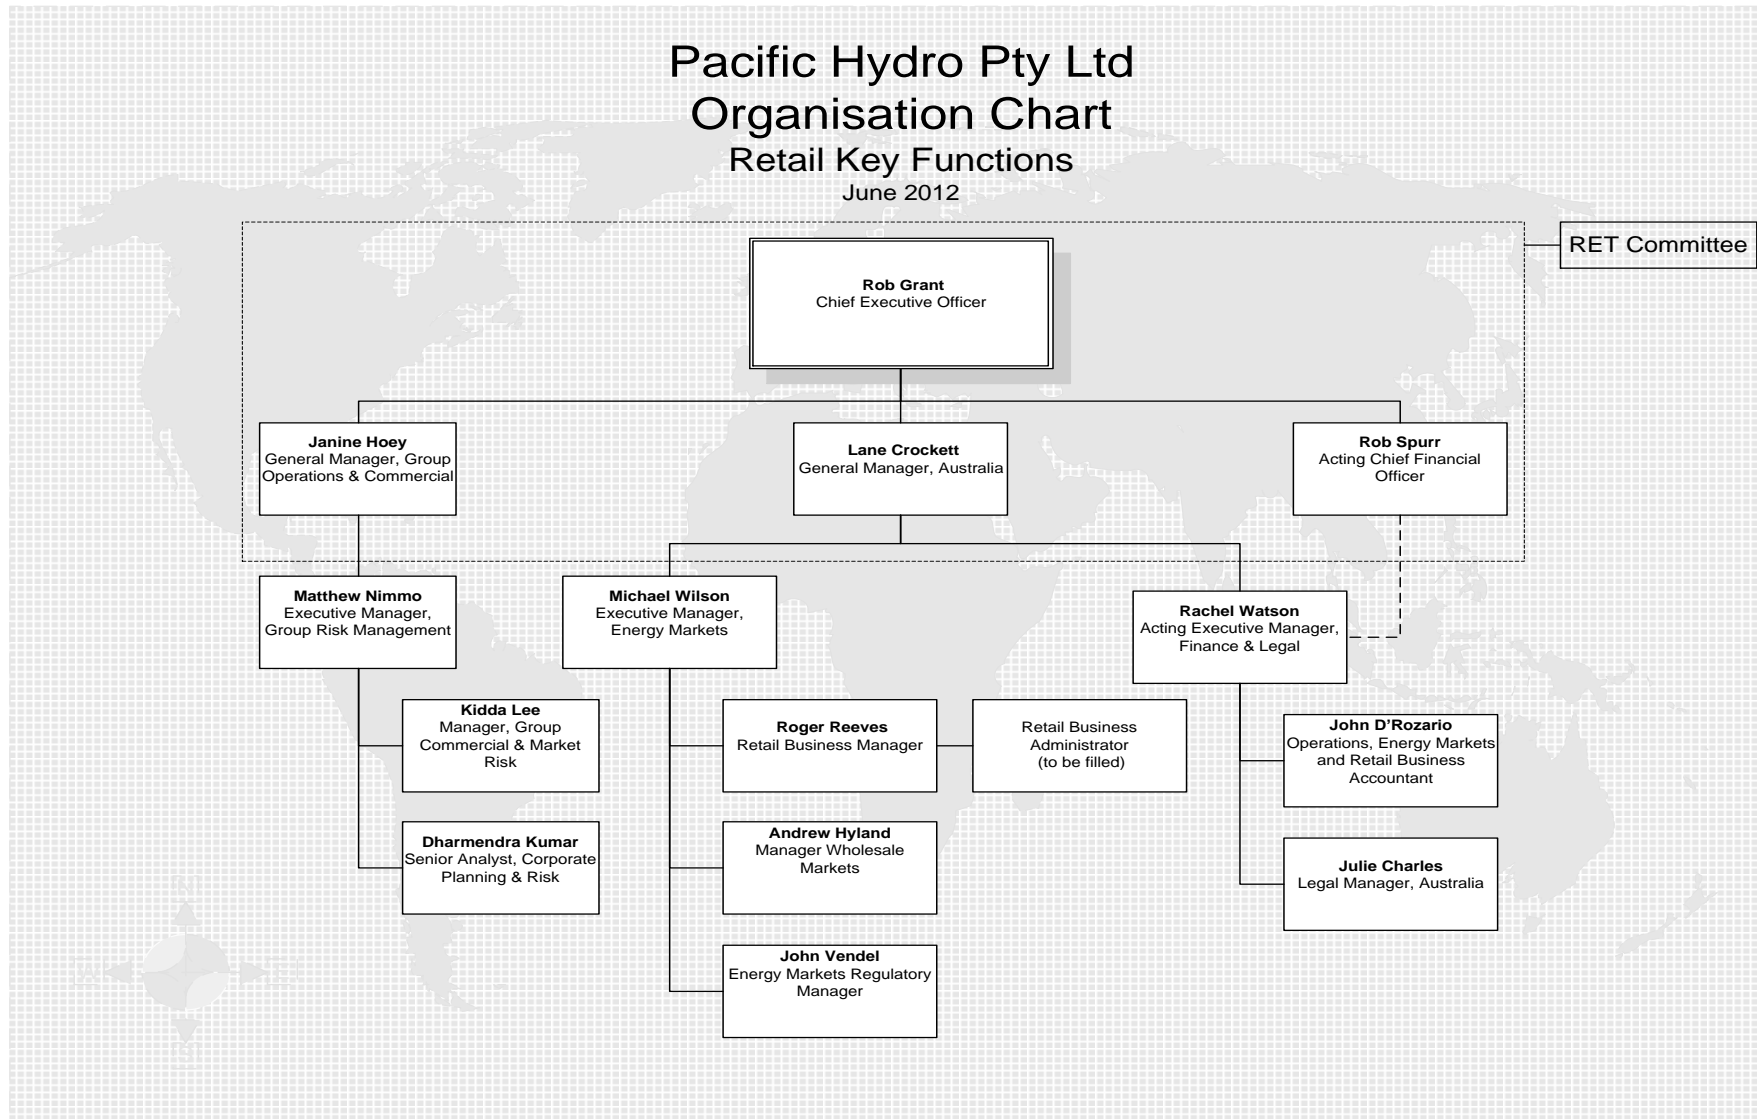 Pacific Hydro Pty Ltd
Organisation Chart
Retail Key Functions
June 2012
RET Committee
Rob Grant
Chief Executive Officer
Janine Hoey
General Manager, Group
Operations & Commercial
Lane Crockett
General Manager, Australia
Rob Spurr
Acting Chief Financial
Officer
Matthew Nimmo
Executive Manager,
Group Risk Management
Michael Wilson
Executive Manager,
Energy Markets
Rachel Watson
Acting Executive Manager,
Finance & Legal
Kidda Lee
Manager, Group
Commercial & Market
Risk
Roger Reeves
Retail Business Manager
Retail Business
Administrator
(to be filled)
John D’Rozario
Operations, Energy Markets
and Retail Business
Accountant
Dharmendra Kumar
Senior Analyst, Corporate
Planning & Risk
Andrew Hyland
Manager Wholesale
Markets
Julie Charles
Legal Manager, Australia
John Vendel
Energy Markets Regulatory
Manager
N
E
S